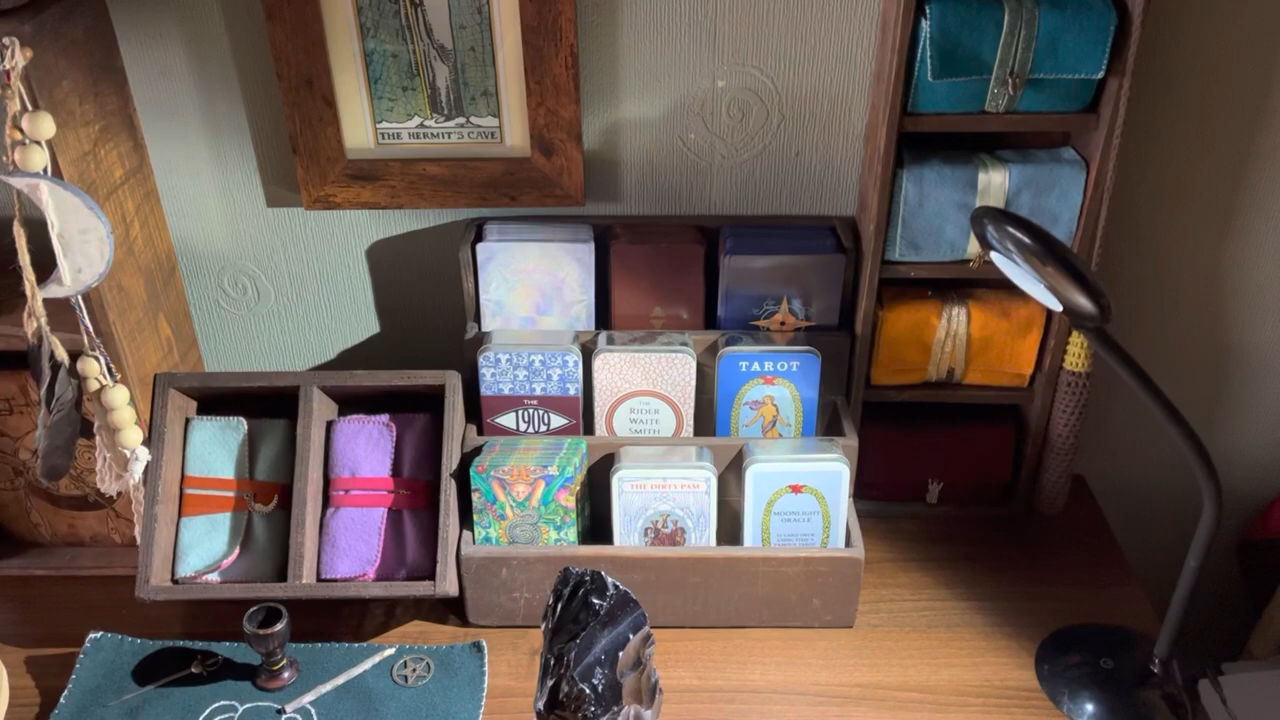 THE HERMIT'S CAVE
THE
1909
THE
RIDER
WAITE
SMITH
TAROT
THE DIRTY PAM
MOONLIGHT
ORACLE